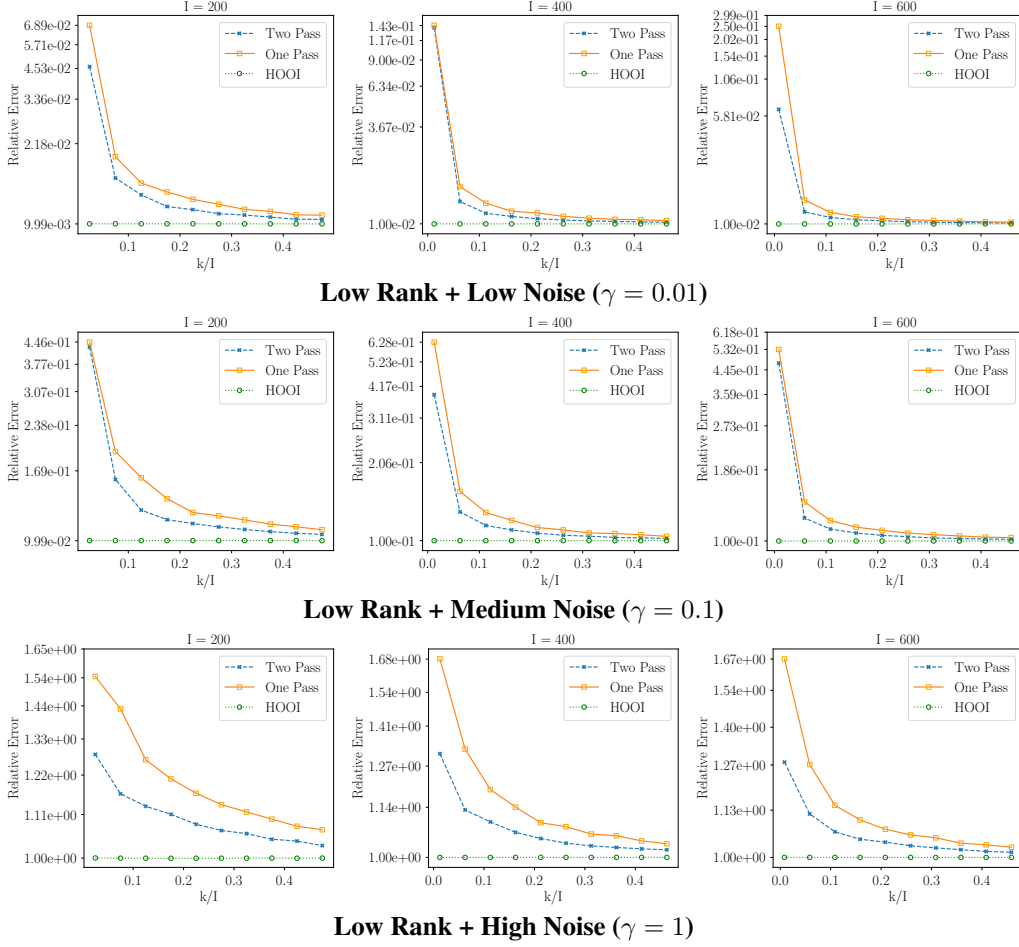 I = 200
6.89e-02
5.71e-02
4.53e-02
3.36e-02
2.18e-02
9.99e-03
Relative Error
Two Pass
One Pass
HOOI
0.1 0.2 0.3 0.4
k/I
I = 400
1.43e-01
1.17e-01
9.00e-02
6.34e-02
3.67e-02
1.00e-02
Relative Error
Two Pass
One Pass
HOOI
0.0 0.1 0.2 0.3 0.4
k/I
I = 600
2.99e-01
2.50e-01
2.02e-01
1.54e-01
1.06e-01
5.81e-02
1.00e-02
Relative Error
Two Pass
One Pass
HOOI
0.0 0.1 0.2 0.3 0.4
k/I
Low Rank + Low Noise (γ = 0.01)
I = 200
4.46e-01
3.77e-01
3.07e-01
2.38e-01
1.69e-01
9.99e-02
Relative Error
Two Pass
One Pass
HOOI
0.1 0.2 0.3 0.4
k/I
I = 400
6.28e-01
5.23e-01
4.17e-01
3.11e-01
2.06e-01
1.00e-01
Relative Error
Two Pass
One Pass
HOOI
0.0 0.1 0.2 0.3 0.4
k/I
I = 600
6.18e-01
5.32e-01
4.45e-01
3.59e-01
2.73e-01
1.86e-01
1.00e-01
Relative Error
Two Pass
One Pass
HOOI
0.0 0.1 0.2 0.3 0.4
k/I
Low Rank + Medium Noise (γ = 0.1)
I = 200
1.65e+00
1.54e+00
1.44e+00
1.33e+00
1.22e+00
1.11e+00
1.00e+00
Relative Error
Two Pass
One Pass
HOOI
0.1 0.2 0.3 0.4
k/I
I = 400
1.68e+00
1.54e+00
1.41e+00
1.27e+00
1.14e+00
1.00e+00
Relative Error
Two Pass
One Pass
HOOI
0.0 0.1 0.2 0.3 0.4
k/I
I = 600
1.67e+00
1.54e+00
1.40e+00
1.27e+00
1.13e+00
1.00e+00
Relative Error
Two Pass
One Pass
HOOI
0.0 0.1 0.2 0.3 0.4
k/I
Low Rank + High Noise (γ = 1)